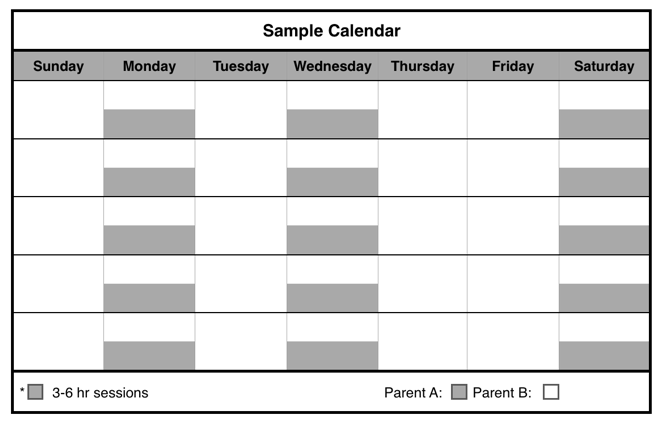 Sample Calendar
Sunday Monday Tuesday Wednesday Thursday Friday Saturday
* 3-6 hr sessions Parent A: Parent B: